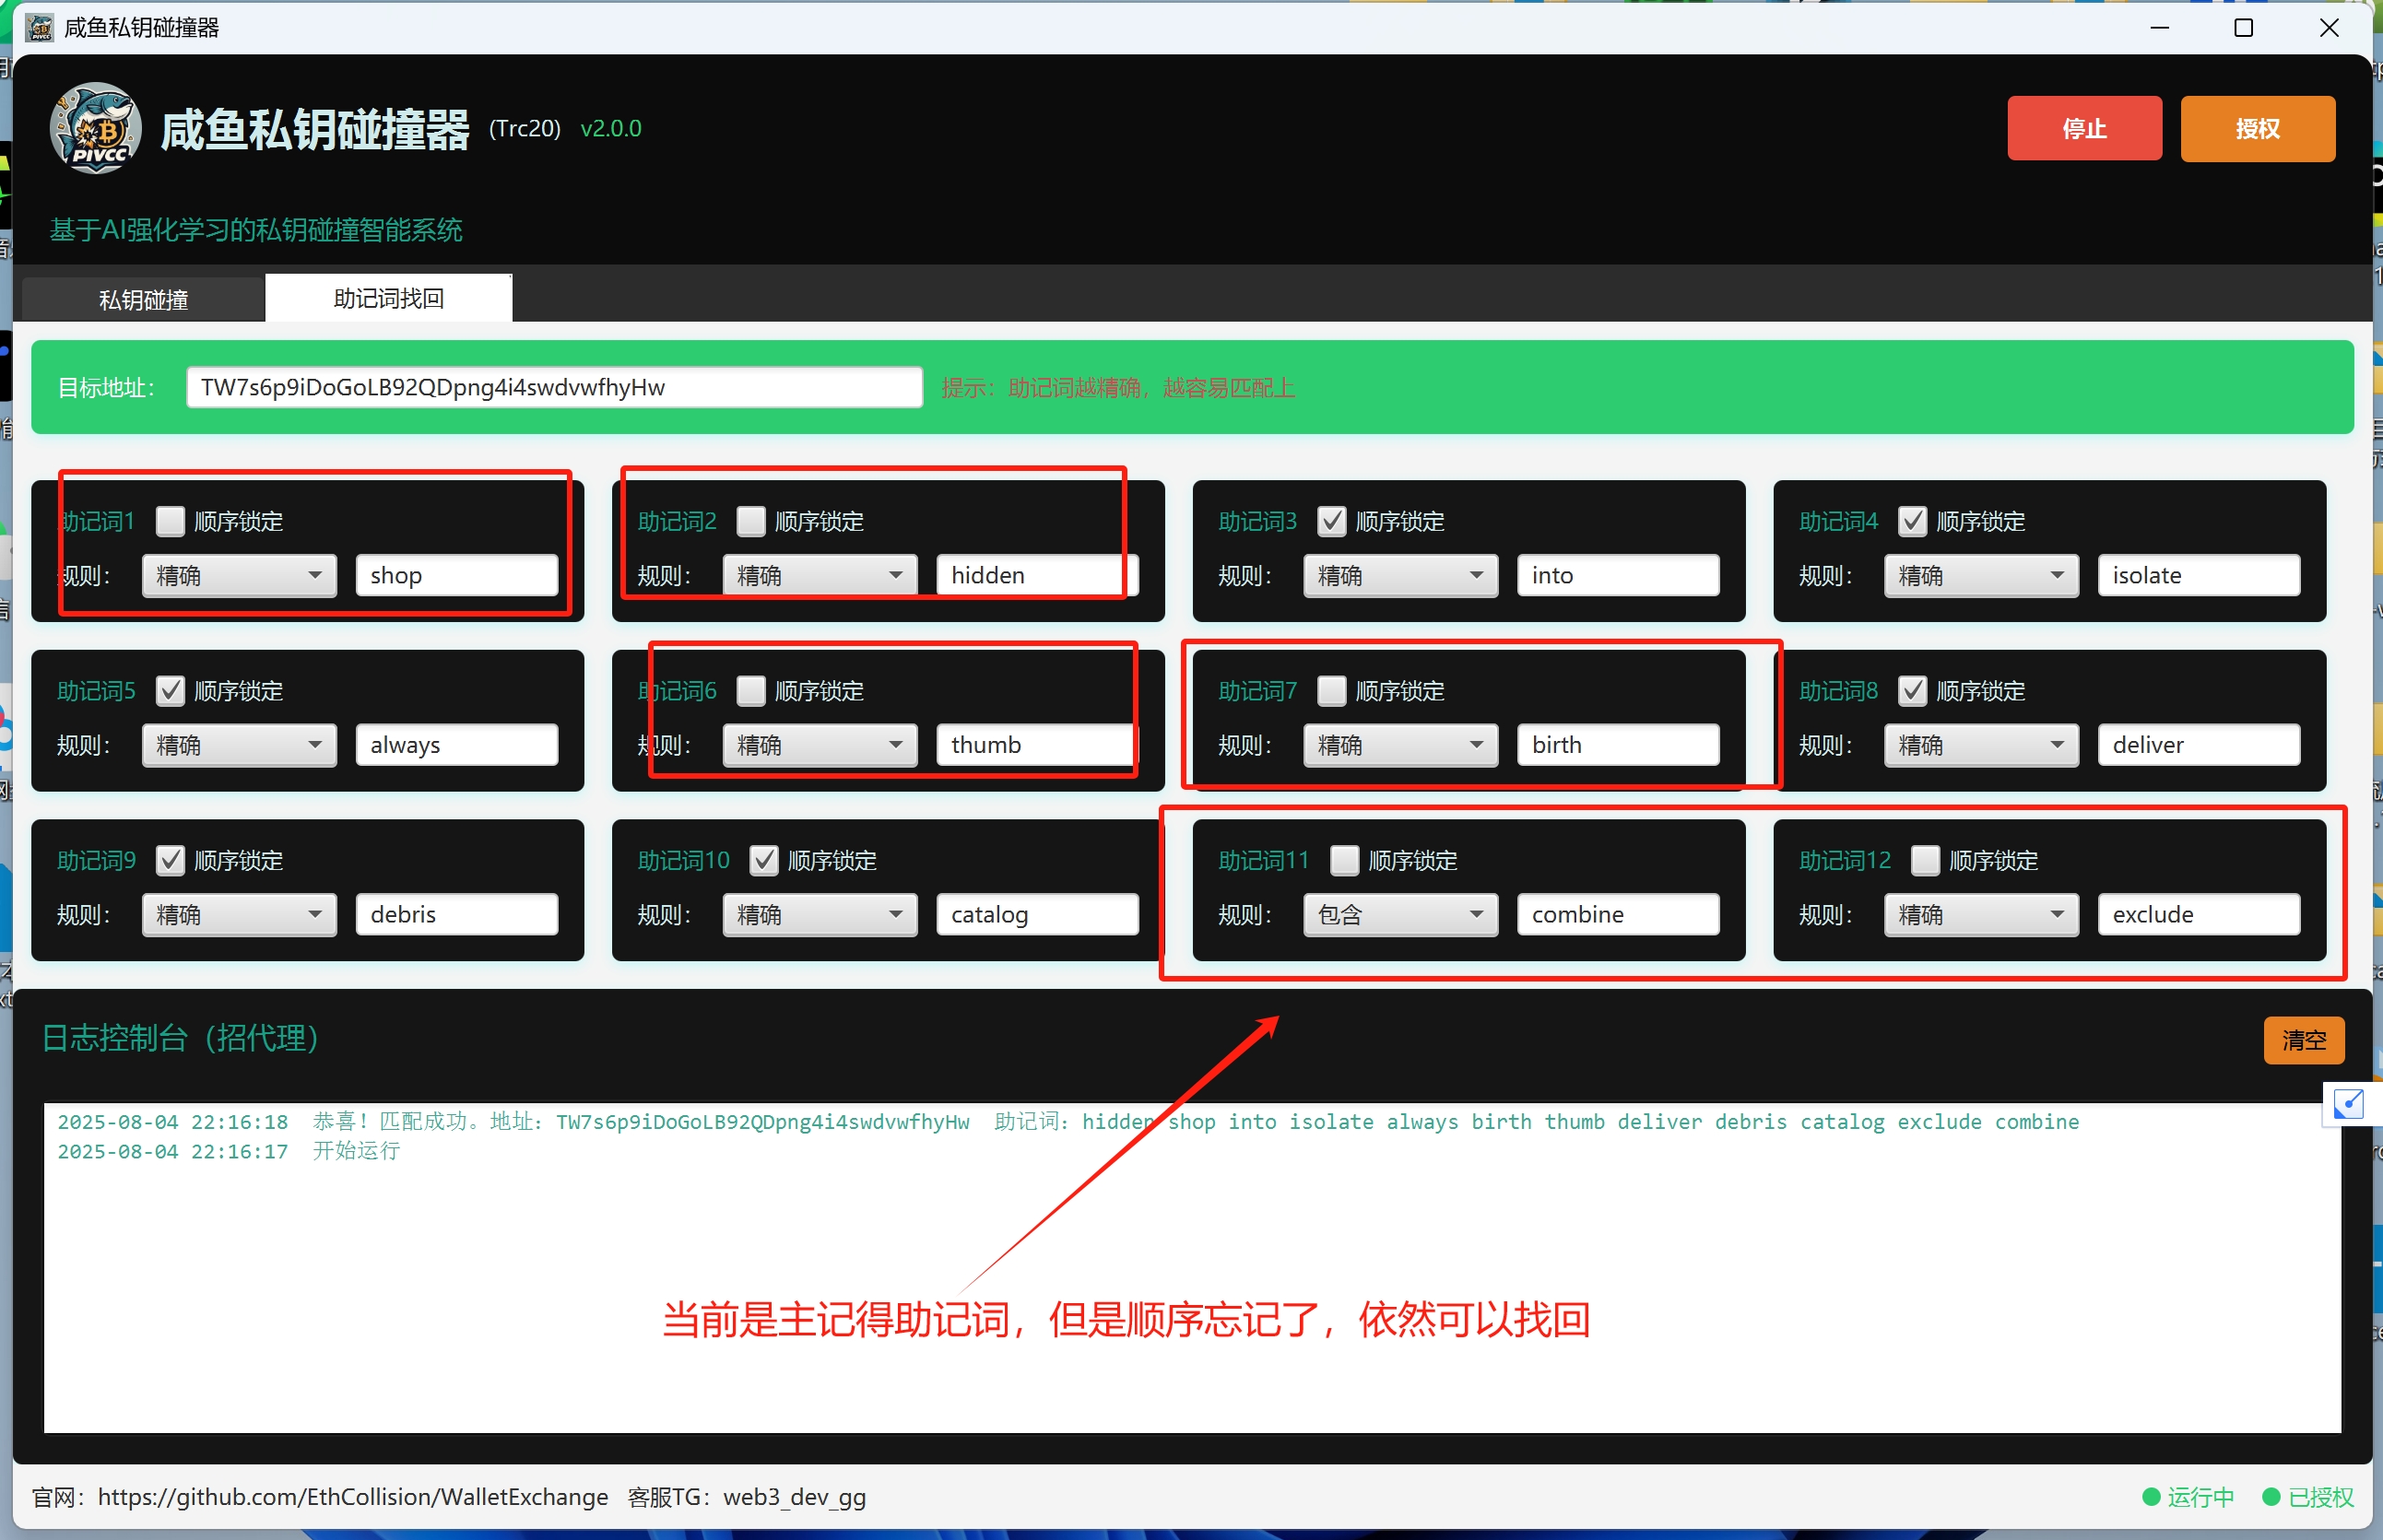 咸鱼私钥碰撞器
咸鱼私钥碰撞器 (Trc20) v2.0.0
停止 授权
PIVCC
基于AI强化学习的私钥碰撞智能系统
私钥碰撞 助记词找回
目标地址： TW7s6p9iDoGoLB92QDpng4i4swdvwfhyHw 提示：助记词越精确，越容易匹配上
助记词1 顺序锁定 助记词2 顺序锁定 助记词3 顺序锁定 助记词4 顺序锁定
规则： 精确 shop 规则： 精确 hidden 规则： 精确 into 规则： 精确 isolate
助记词5 顺序锁定 助记词6 顺序锁定 助记词7 顺序锁定 助记词8 顺序锁定
规则： 精确 always 规则： 精确 thumb 规则： 精确 birth 规则： 精确 deliver
助记词9 顺序锁定 助记词10 顺序锁定 助记词11 顺序锁定 助记词12 顺序锁定
规则： 精确 debris 规则： 精确 catalog 规则： 包含 combine 规则： 精确 exclude
日志控制台（招代理） 清空
2025-08-04 22:16:18 恭喜！匹配成功。地址：TW7s6p9iDoGoLB92QDpng4i4swdvwfhyHw 助记词：hidden shop into isolate always birth thumb deliver debris catalog exclude combine
2025-08-04 22:16:17 开始运行
当前是主记得助记词，但是顺序忘记了，依然可以找回
官网：https://github.com/EthCollision/WalletExchange 客服TG：web3_dev_gg 运行中 已授权